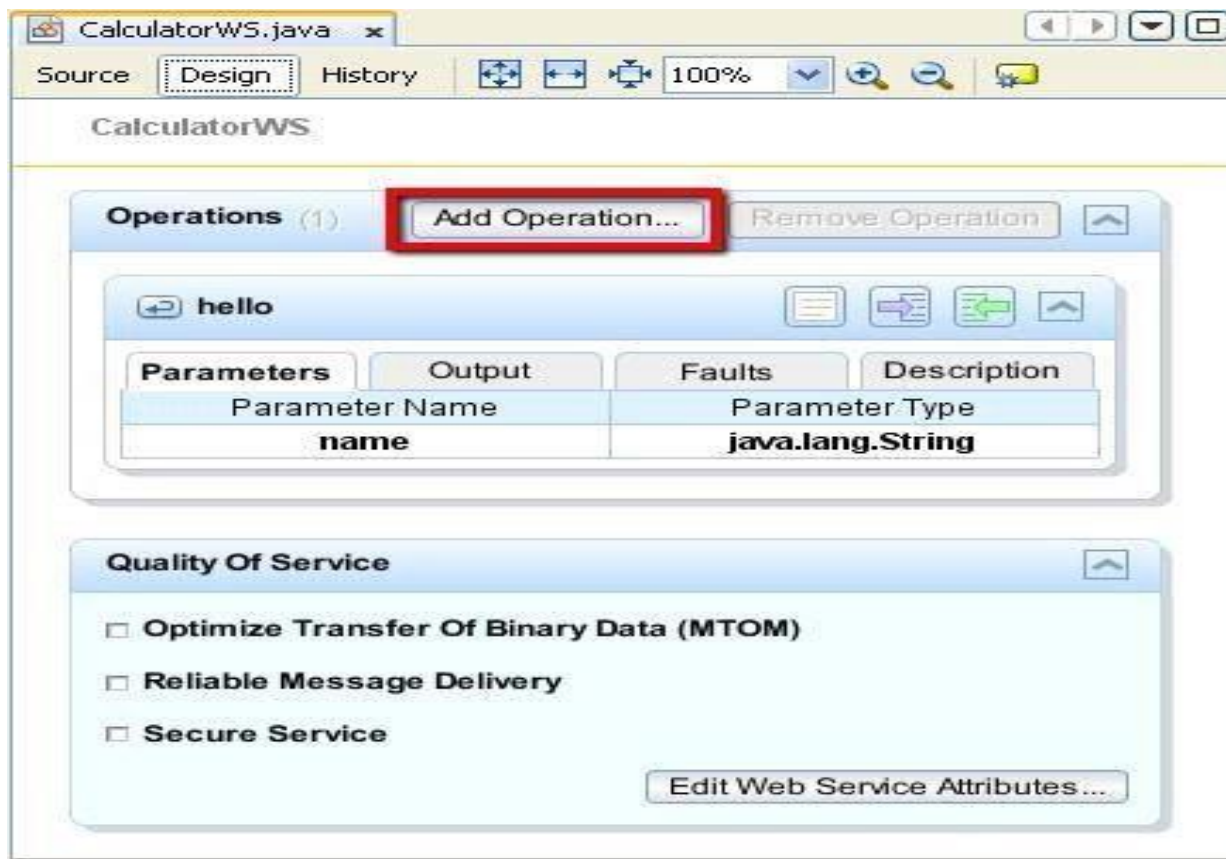 CalculatorWS.java
Source Design History 100%
CalculatorWS
Operations (1) Add Operation... Remove Operation
hello
Parameters Output Faults Description
Parameter Name Parameter Type
name java.lang.String
Quality Of Service
Optimize Transfer Of Binary Data (MTOM)
Reliable Message Delivery
Secure Service
Edit Web Service Attributes...